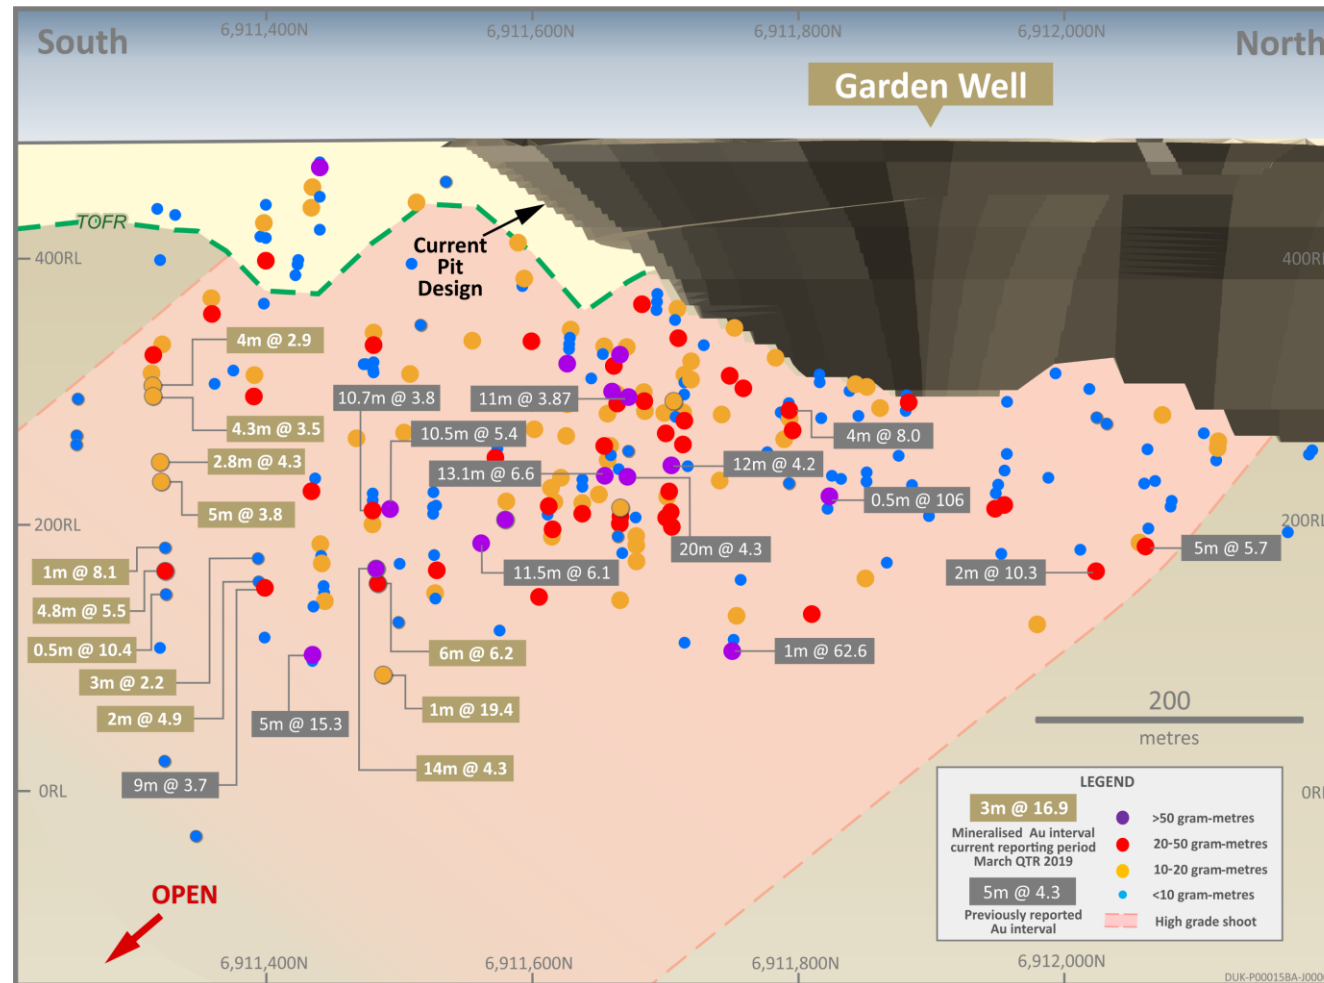 South
6,911,400N
6,911,600N
6,911,800N
6,912,000N
North
Garden Well
TOFR
Current
Pit
Design
400RL
400RL
4m @ 2.9
10.7m @ 3.8
11m @ 3.87
4.3m @ 3.5
10.5m @ 5.4
4m @ 8.0
2.8m @ 4.3
13.1m @ 6.6
12m @ 4.2
0.5m @ 106
5m @ 3.8
200RL
200RL
20m @ 4.3
5m @ 5.7
1m @ 8.1
11.5m @ 6.1
2m @ 10.3
4.8m @ 5.5
0.5m @ 10.4
6m @ 6.2
1m @ 62.6
3m @ 2.2
2m @ 4.9
5m @ 15.3
1m @ 19.4
200
metres
9m @ 3.7
14m @ 4.3
0RL
0RL
LEGEND
3m @ 16.9
Mineralised Au interval
current reporting period
March QTR 2019
5m @ 4.3
Previously reported
Au interval
>50 gram-metres
20-50 gram-metres
10-20 gram-metres
<10 gram-metres
High grade shoot
OPEN
6,911,400N
6,911,600N
6,911,800N
6,912,000N